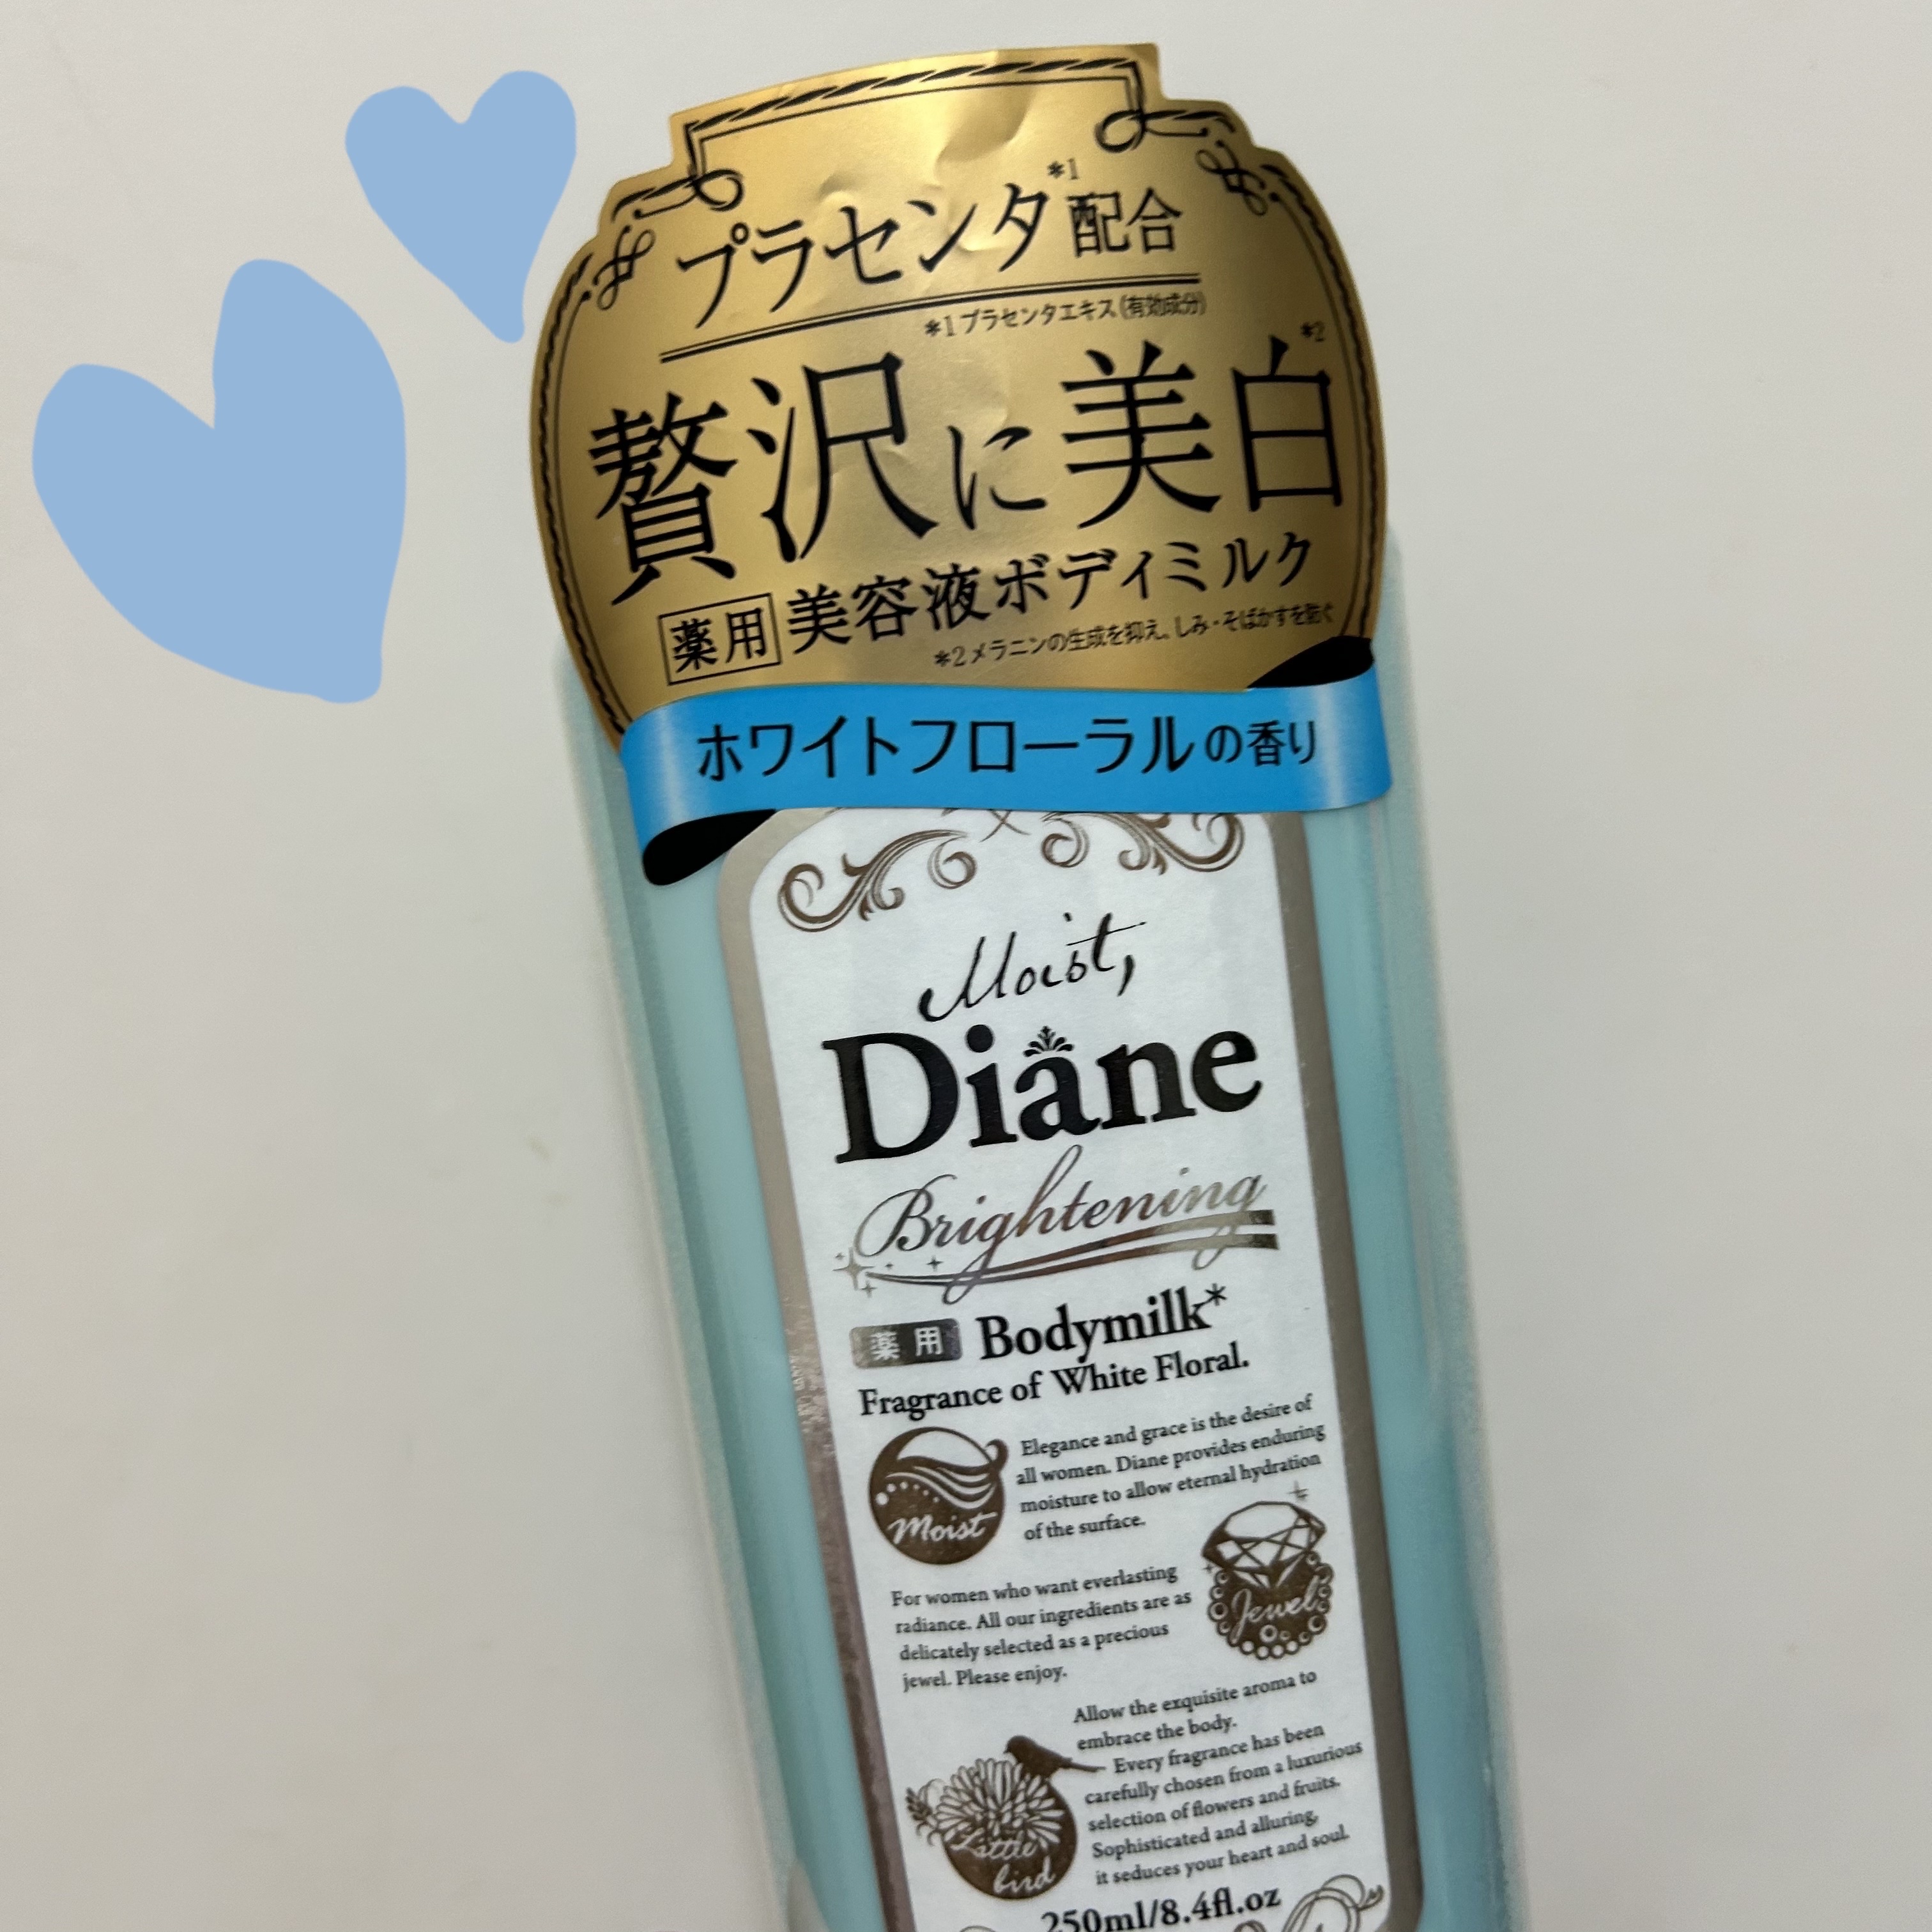 プラセンタ*1配合
*1プラセンタエキス(有効成分)
贅沢に美白*2
薬用 美容液ボディミルク
*2メラニンの生成を抑え、しみ・そばかすを防ぐ
ホワイトフローラルの香り
Moist,
Diane
Brightening
薬用 Bodymilk*
Fragrance of White Floral.
Elegance and grace is the desire of
all women. Diane provides enduring
moisture to allow eternal hydration
of the surface.
Moist
For women who want everlasting
radiance. All our ingredients are as
delicately selected as a precious
jewel. Please enjoy.
Jewel
Allow the exquisite aroma to
embrace the body.
Every fragrance has been
carefully chosen from a luxurious
selection of flowers and fruits.
Sophisticated and alluring,
it seduces your heart and soul.
Little
bird
250ml/8.4fl.oz